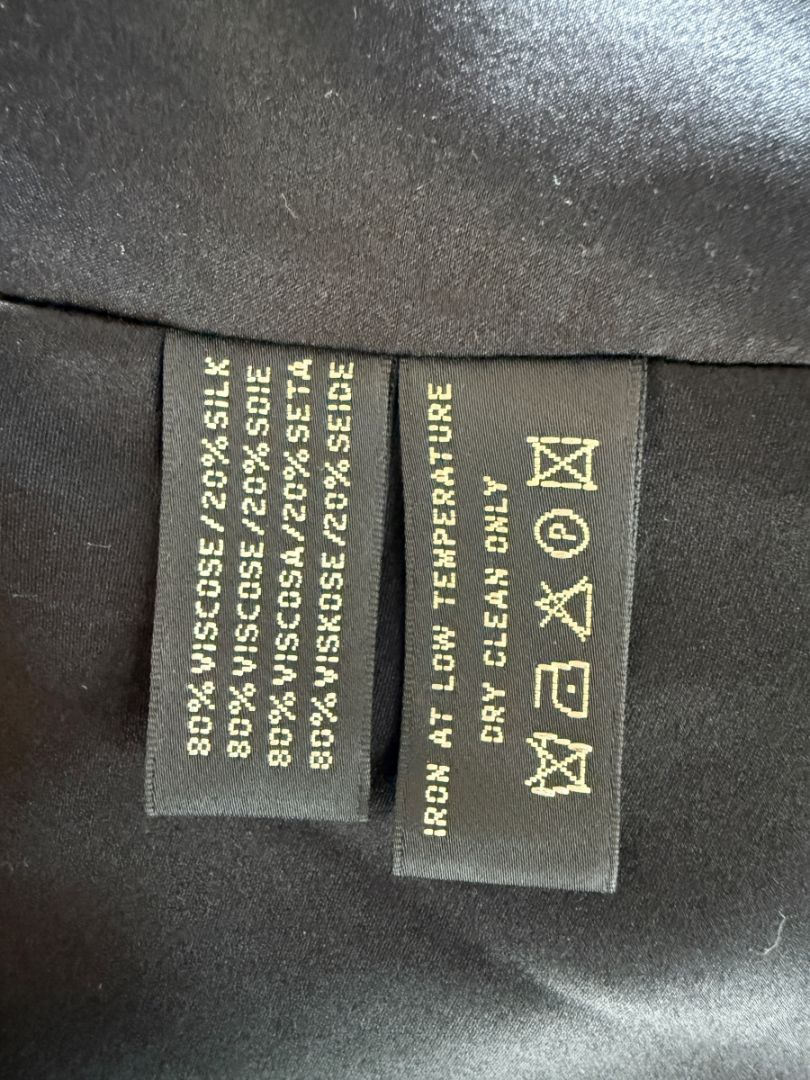 80% VISCOSE/20% SILK
80% VISCOSE/20% SOIE
80% VISCOSA/20% SETA
80% VISKOSE/20% SEIDE
IRON AT LOW TEMPERATURE
DRY CLEAN ONLY
P